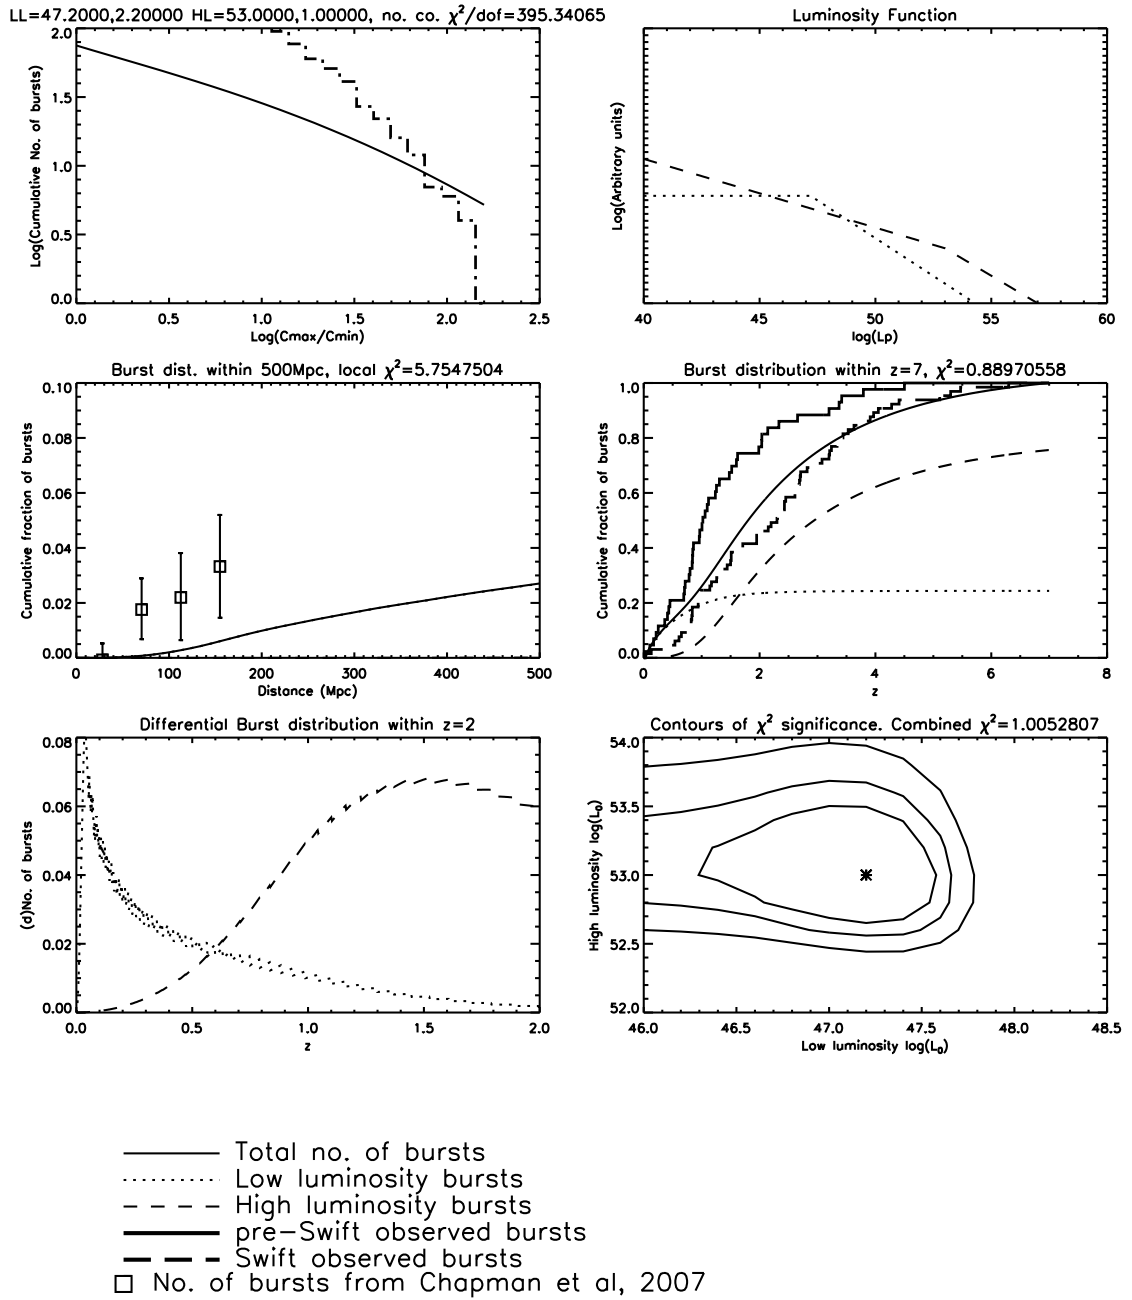 LL=47.2000,2.20000 HL=53.0000,1.00000, no. co. χ²/dof=395.34065
Luminosity Function
2.0
1.5
1.0
0.5
0.0
Log(Cumulative No. of bursts)
0.0 0.5 1.0 1.5 2.0 2.5
Log(Cmax/Cmin)
Log(Arbitrary units)
40 45 50 55 60
log(Lp)
Burst dist. within 500Mpc, local χ²=5.7547504
0.10
0.08
0.06
0.04
0.02
0.00
Cumulative fraction of bursts
0 100 200 300 400 500
Distance (Mpc)
Burst distribution within z=7, χ²=0.88970558
1.0
0.8
0.6
0.4
0.2
0.0
Cumulative fraction of bursts
0 2 4 6 8
z
Differential Burst distribution within z=2
0.08
0.06
0.04
0.02
0.00
(d)No. of bursts
0.0 0.5 1.0 1.5 2.0
z
Contours of χ² significance. Combined χ²=1.0052807
54.0
53.5
53.0
52.5
52.0
High luminosity log(L₀)
46.0 46.5 47.0 47.5 48.0 48.5
Low luminosity log(L₀)
Total no. of bursts
Low luminosity bursts
High luminosity bursts
pre-Swift observed bursts
Swift observed bursts
No. of bursts from Chapman et al, 2007